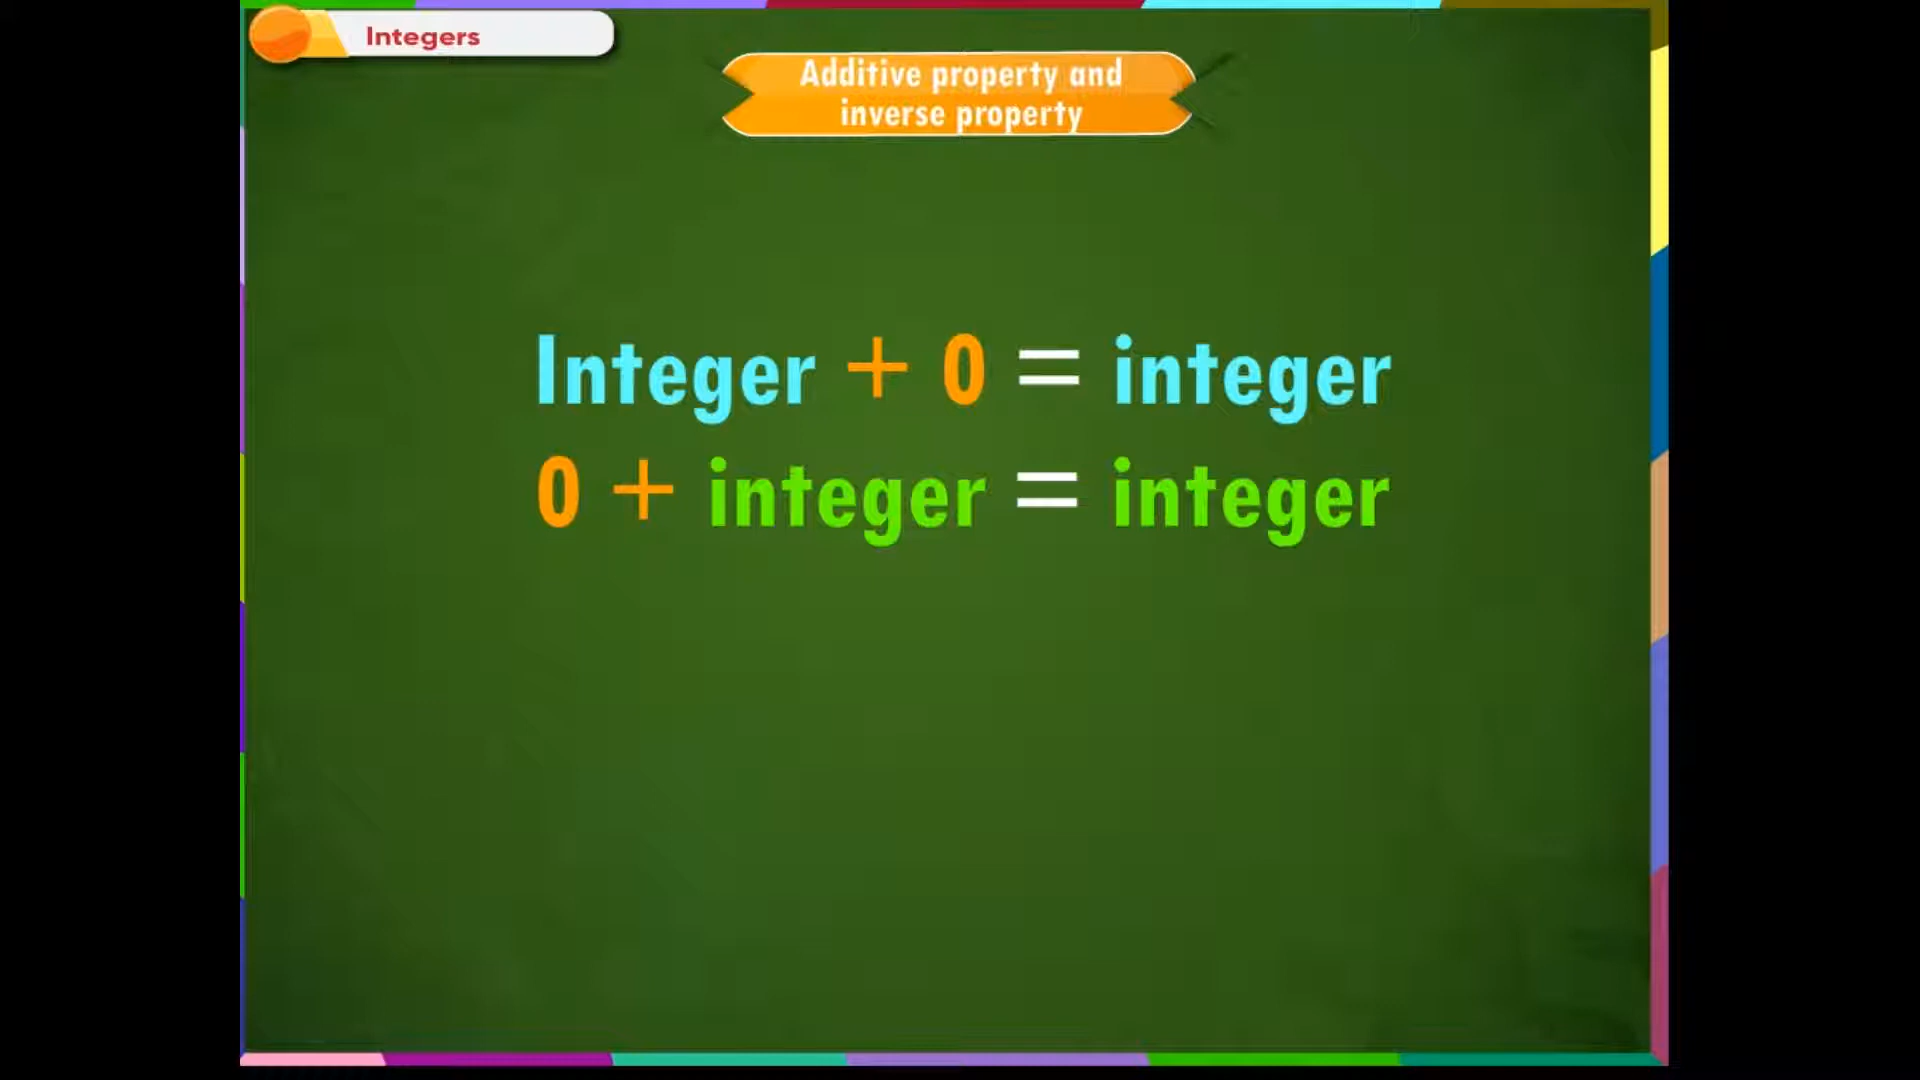 Integers
Additive property and
inverse property
Integer + 0 = integer
0 + integer = integer